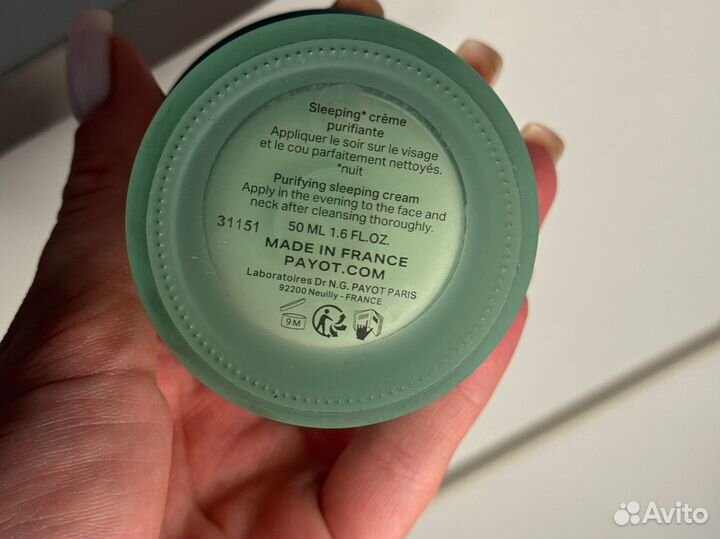 Sleeping* crème
purifiante
Appliquer le soir sur le visage
et le cou parfaitement nettoyés.
*nuit
Purifying sleeping cream
Apply in the evening to the face and
neck after cleansing thoroughly.
31151 50 ML 1.6 FL.OZ.
MADE IN FRANCE
PAYOT.COM
Laboratoires Dr N.G. PAYOT PARIS
92200 Neuilly - FRANCE
9M
Avito